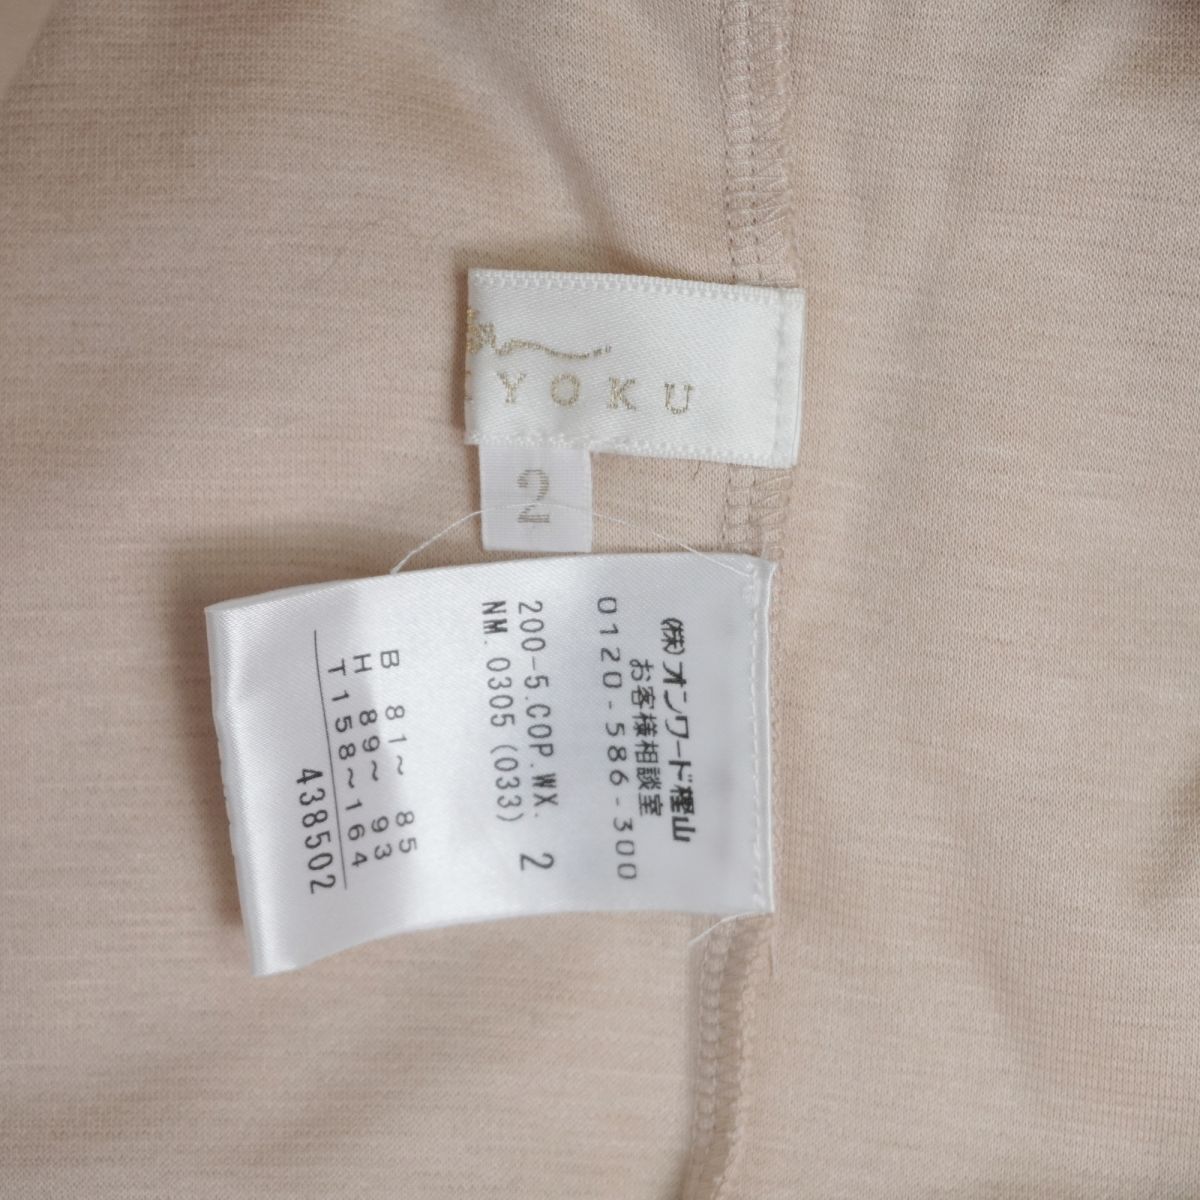 YOKU
2
㈱オンワード樫山
お客様相談室
0120-586-300
200-5.COP.WX. 2
NM.0305(033)
B 81〜 85
H 89〜 93
T158〜164
438502